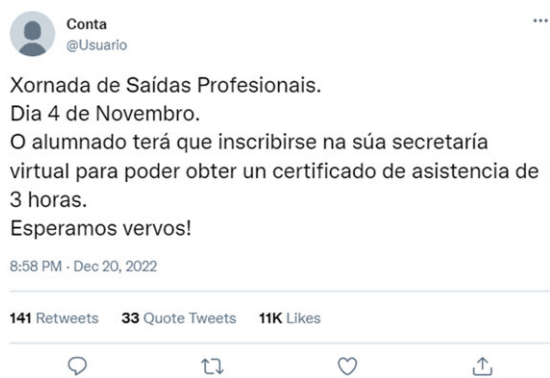 Conta
@Usuario
Xornada de Saídas Profesionais.
Dia 4 de Novembro.
O alumnado terá que inscribirse na súa secretaría
virtual para poder obter un certificado de asistencia de
3 horas.
Esperamos vervos!
8:58 PM · Dec 20, 2022
141 Retweets 33 Quote Tweets 11K Likes